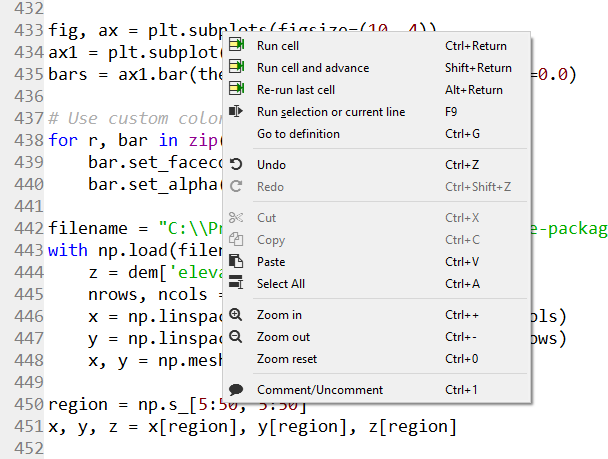 432
433 fig, ax = plt.subplots(figsize=(10, 4))
434 ax1 = plt.subplot(
435 bars = ax1.bar(the =0.0)
436
437 # Use custom color
438 for r, bar in zip(
439 bar.set_faceco
440 bar.set_alpha(
441
442 filename = "C:\\Pr e-packag
443 with np.load(filen
444 z = dem['eleva
445 nrows, ncols =
446 x = np.linspac ols)
447 y = np.linspac ows)
448 x, y = np.mesh
449
450 region = np.s_[5:50, 5:50]
451 x, y, z = x[region], y[region], z[region]
452
Run cell Ctrl+Return
Run cell and advance Shift+Return
Re-run last cell Alt+Return
Run selection or current line F9
Go to definition Ctrl+G
Undo Ctrl+Z
Redo Ctrl+Shift+Z
Cut Ctrl+X
Copy Ctrl+C
Paste Ctrl+V
Select All Ctrl+A
Zoom in Ctrl++
Zoom out Ctrl+-
Zoom reset Ctrl+0
Comment/Uncomment Ctrl+1